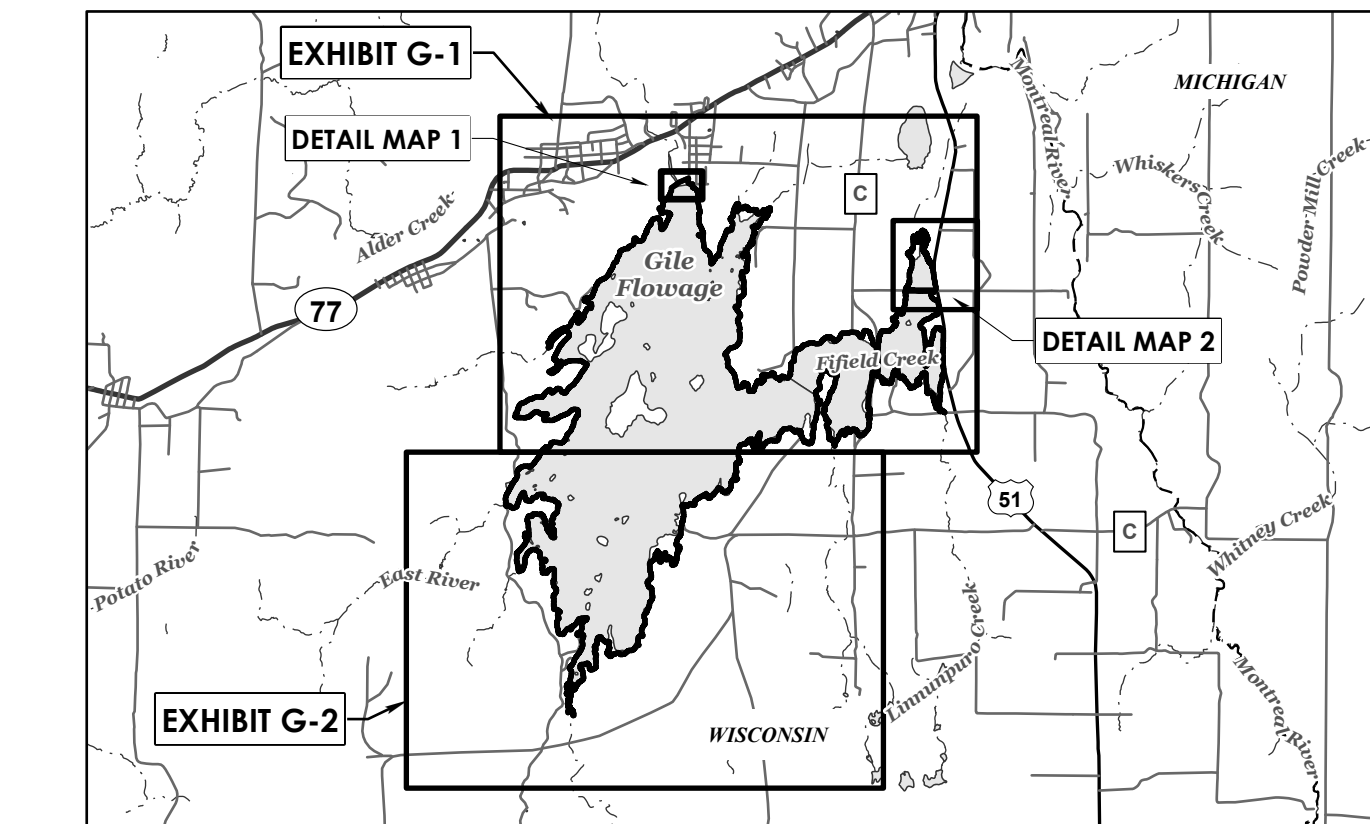 EXHIBIT G-1
MICHIGAN
Montreal River
DETAIL MAP 1
Whiskers Creek
Powder Mill Creek
C
Alder Creek
Gile
Flowage
77
DETAIL MAP 2
Fifield Creek
51
C
Whitney Creek
Potato River
East River
Linnunpuro Creek
Montreal River
EXHIBIT G-2
WISCONSIN